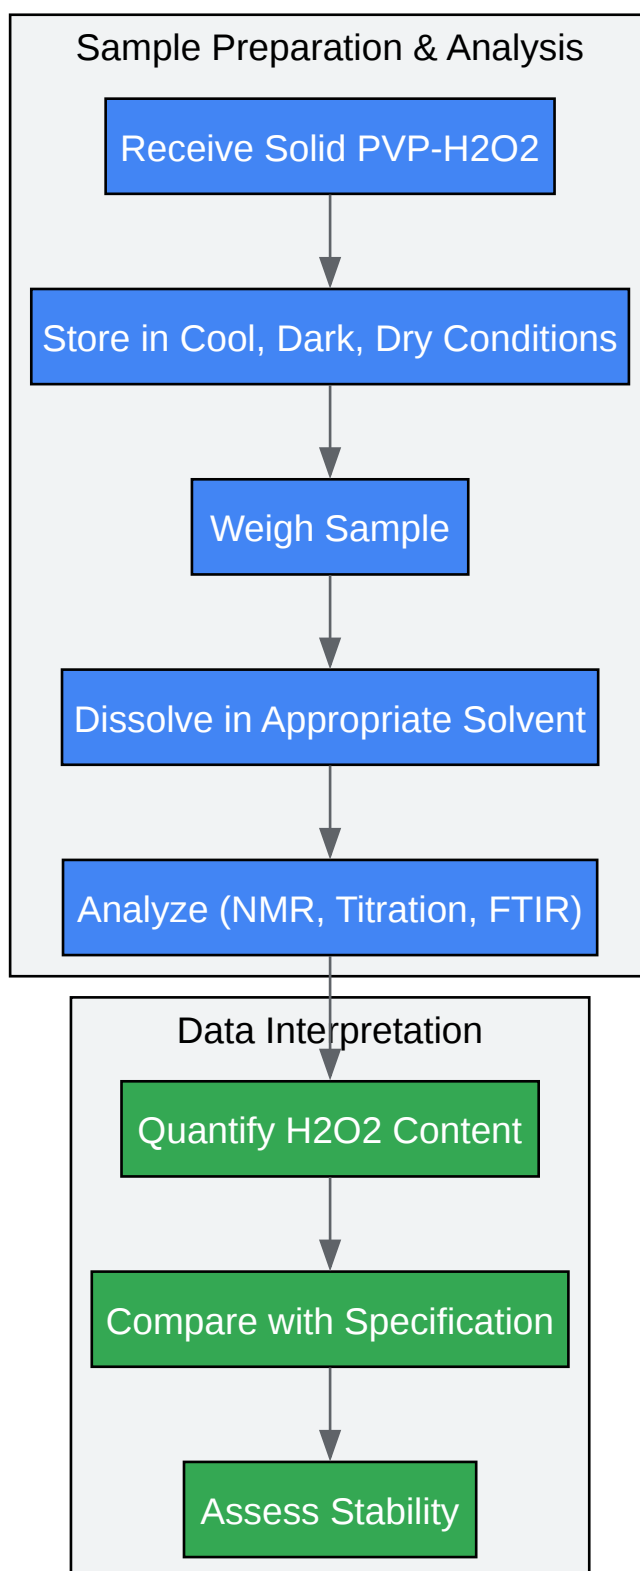 Sample Preparation & Analysis
Receive Solid PVP-H2O2
Store in Cool, Dark, Dry Conditions
Weigh Sample
Dissolve in Appropriate Solvent
Analyze (NMR, Titration, FTIR)
Data Interpretation
Quantify H2O2 Content
Compare with Specification
Assess Stability